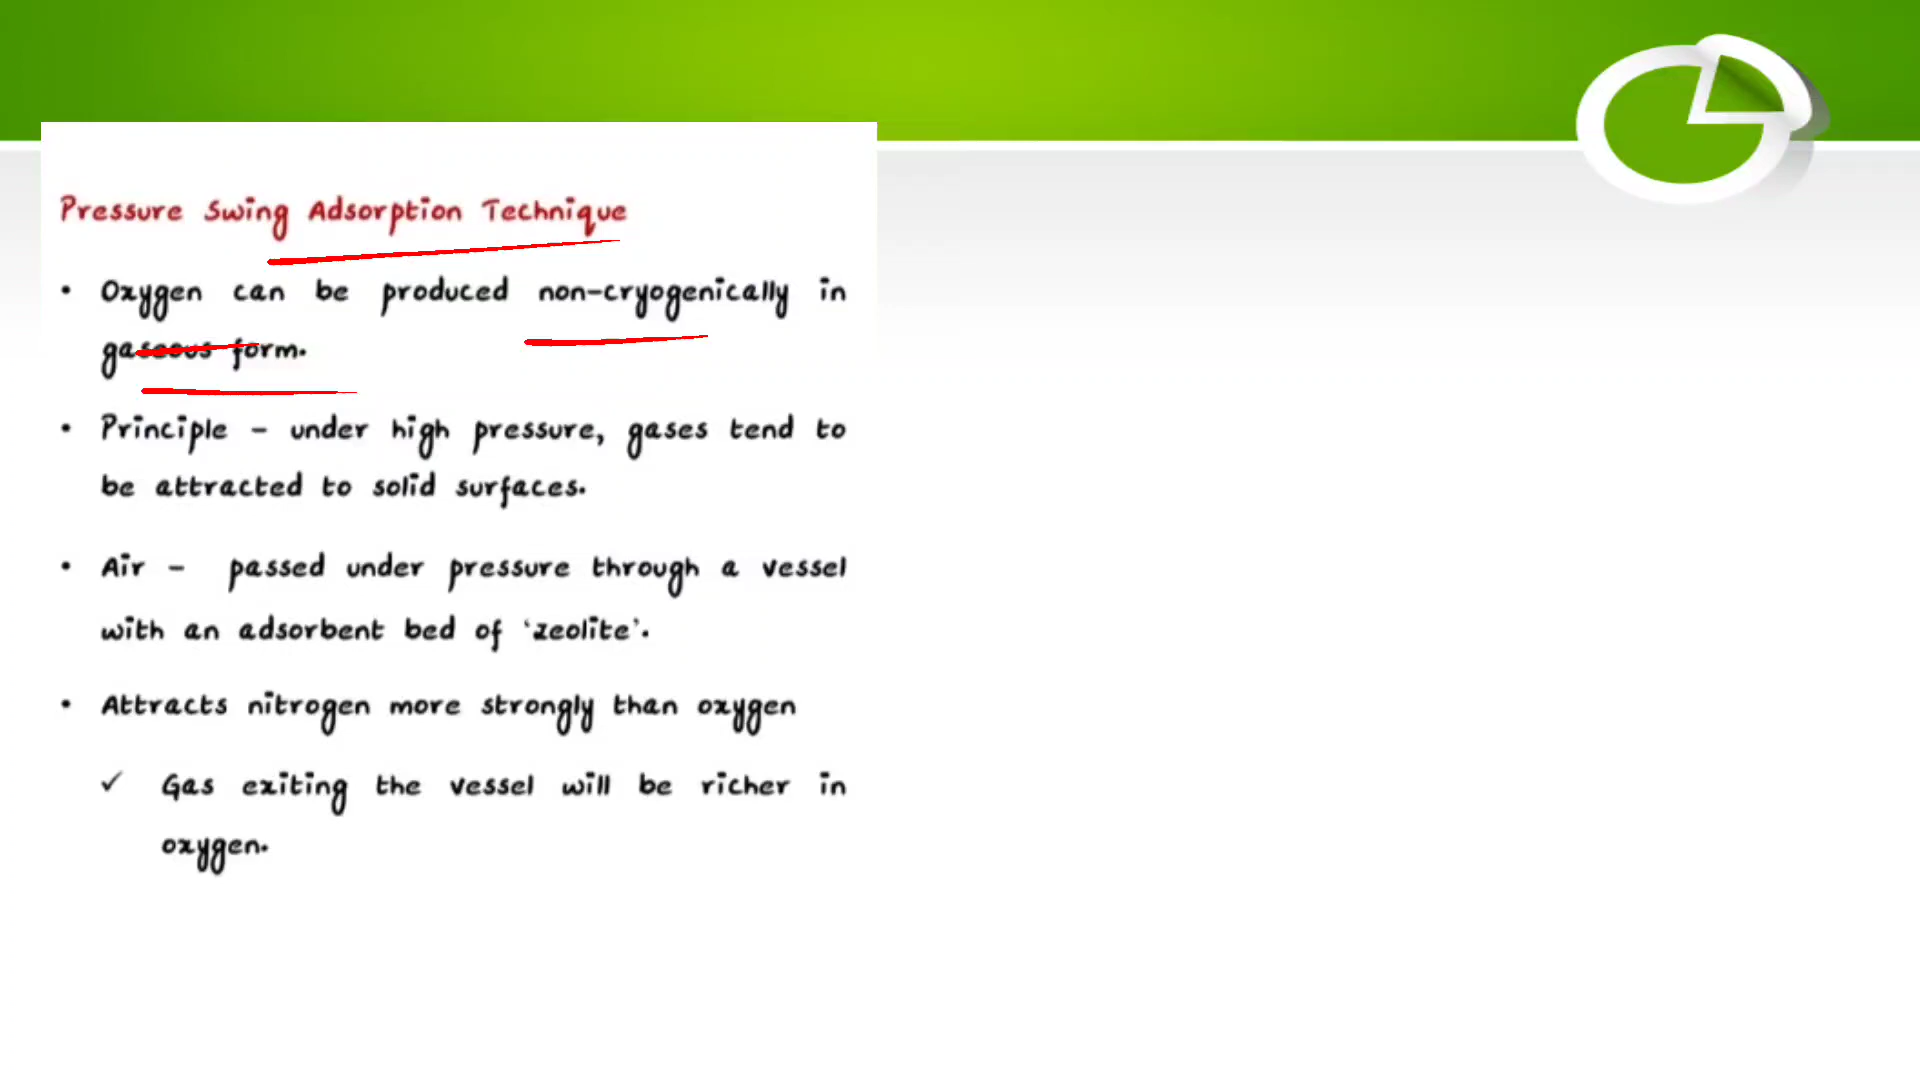 Pressure Swing Adsorption Technique
• Oxygen can be produced non-cryogenically in
gaseous form.
• Principle - under high pressure, gases tend to
be attracted to solid surfaces.
• Air - passed under pressure through a vessel
with an adsorbent bed of 'zeolite'.
• Attracts nitrogen more strongly than oxygen
✓ Gas exiting the vessel will be richer in
oxygen.